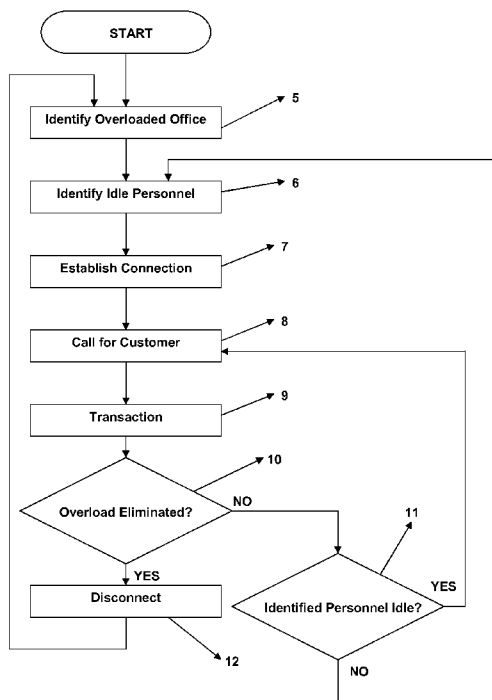 START
Identify Overloaded Office
5
Identify Idle Personnel
6
Establish Connection
7
Call for Customer
8
Transaction
9
10
Overload Eliminated?
NO
11
YES
Disconnect
Identified Personnel Idle?
YES
12
NO